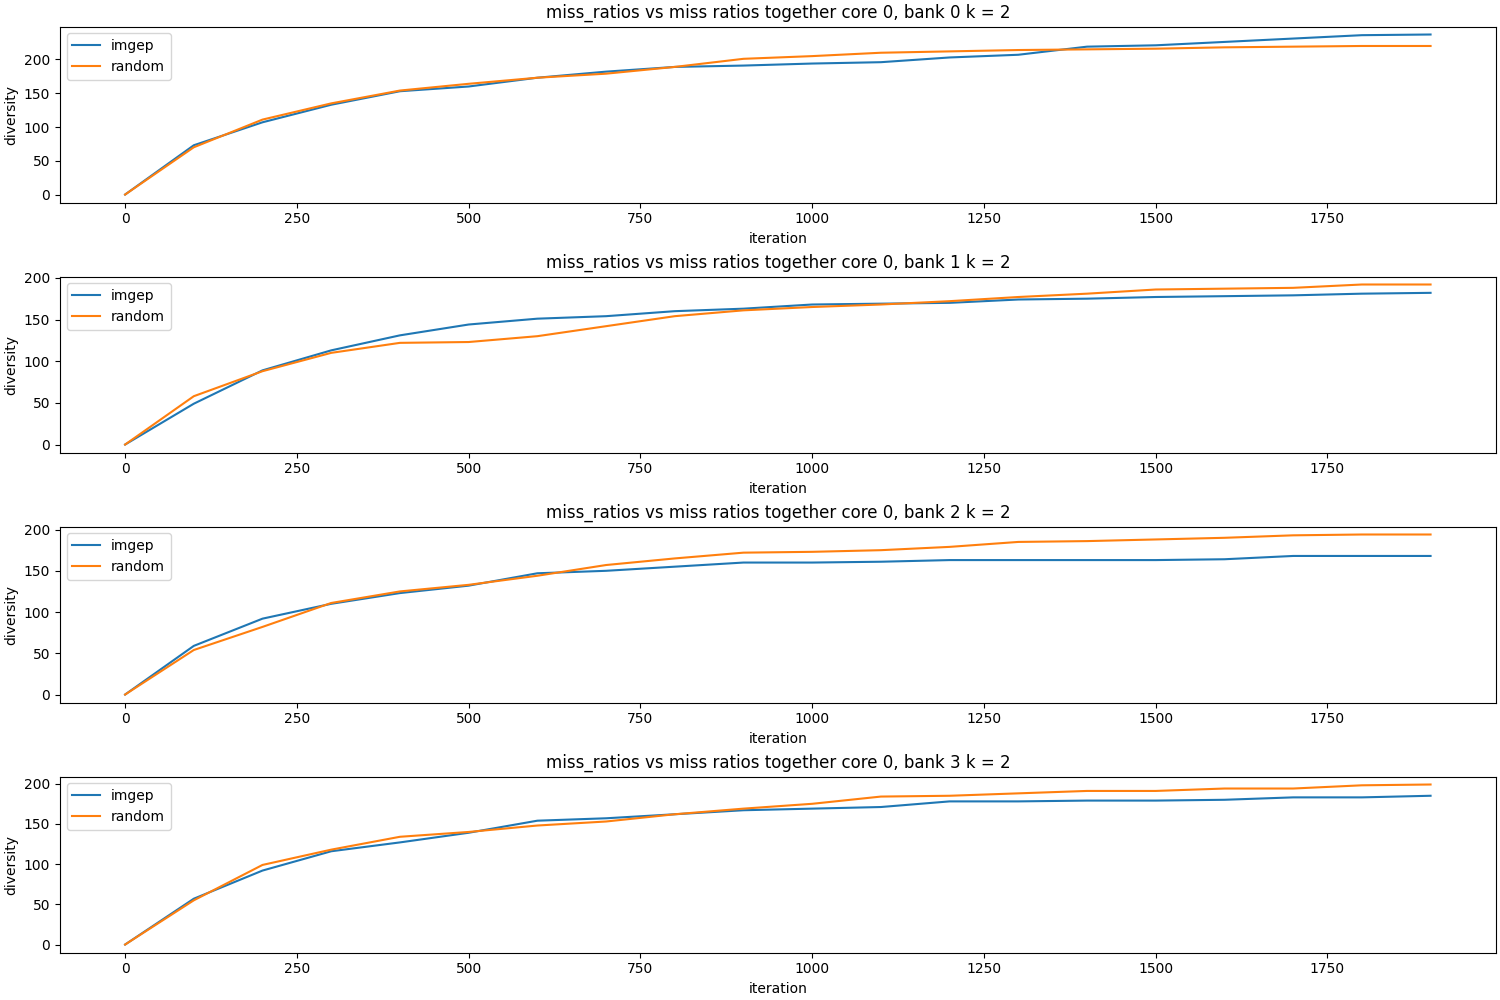 miss_ratios vs miss ratios together core 0, bank 0 k = 2
imgep
random
diversity
200
150
100
50
0
0 250 500 750 1000 1250 1500 1750
iteration
miss_ratios vs miss ratios together core 0, bank 1 k = 2
imgep
random
diversity
200
150
100
50
0
0 250 500 750 1000 1250 1500 1750
iteration
miss_ratios vs miss ratios together core 0, bank 2 k = 2
imgep
random
diversity
200
150
100
50
0
0 250 500 750 1000 1250 1500 1750
iteration
miss_ratios vs miss ratios together core 0, bank 3 k = 2
imgep
random
diversity
200
150
100
50
0
0 250 500 750 1000 1250 1500 1750
iteration